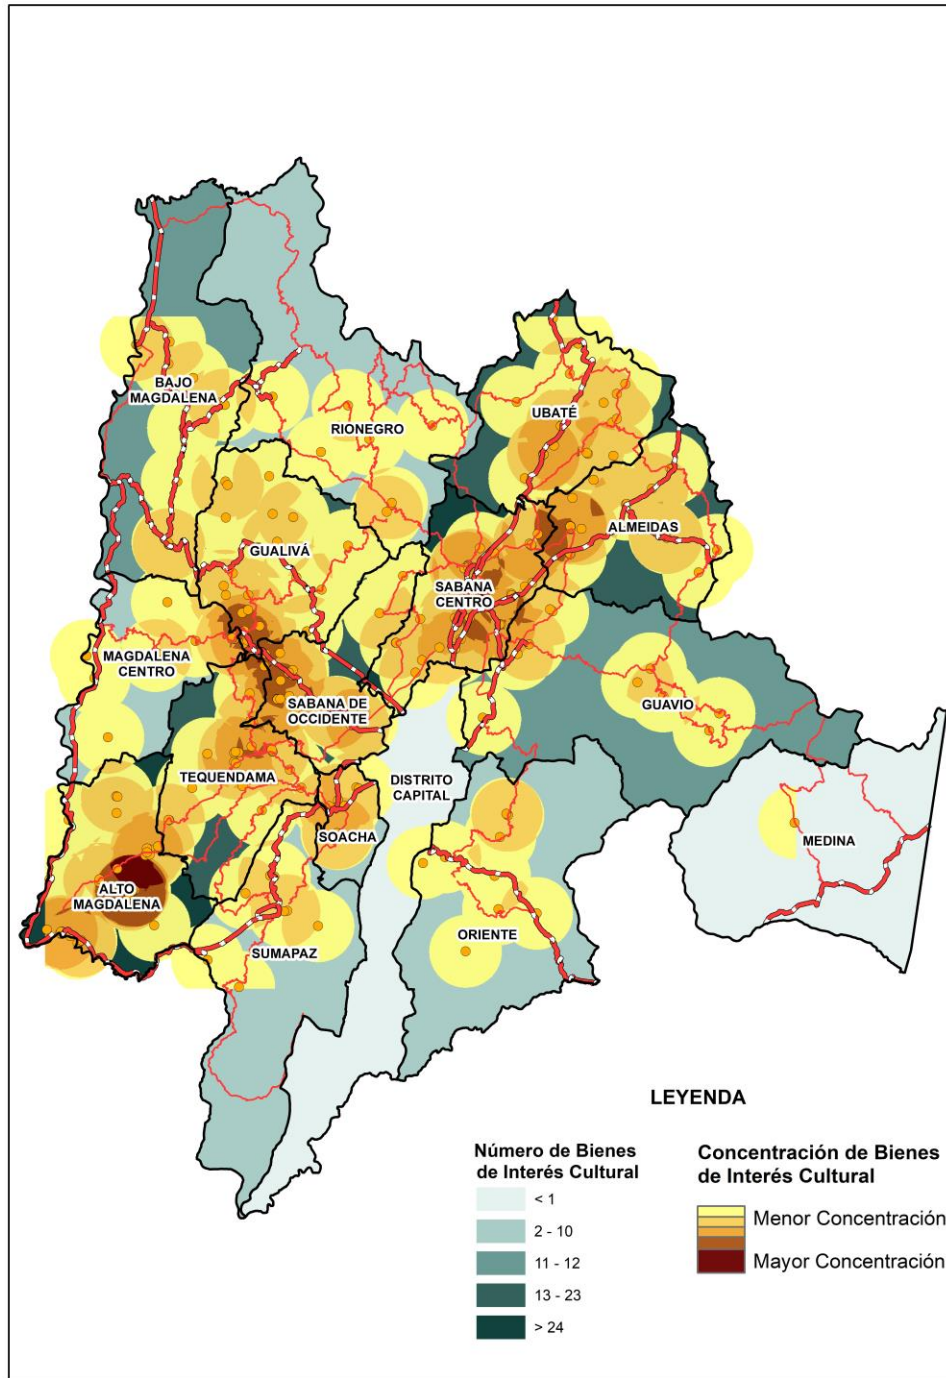 BAJO
MAGDALENA
RIONEGRO
UBATÉ
ALMEIDAS
GUALIVÁ
SABANA
CENTRO
MAGDALENA
CENTRO
SABANA DE
OCCIDENTE
GUAVIO
TEQUENDAMA
DISTRITO
CAPITAL
SOACHA
MEDINA
ALTO
MAGDALENA
SUMAPAZ
ORIENTE
LEYENDA
Número de Bienes
de Interés Cultural
< 1
2 - 10
11 - 12
13 - 23
> 24
Concentración de Bienes
de Interés Cultural
Menor Concentración
Mayor Concentración